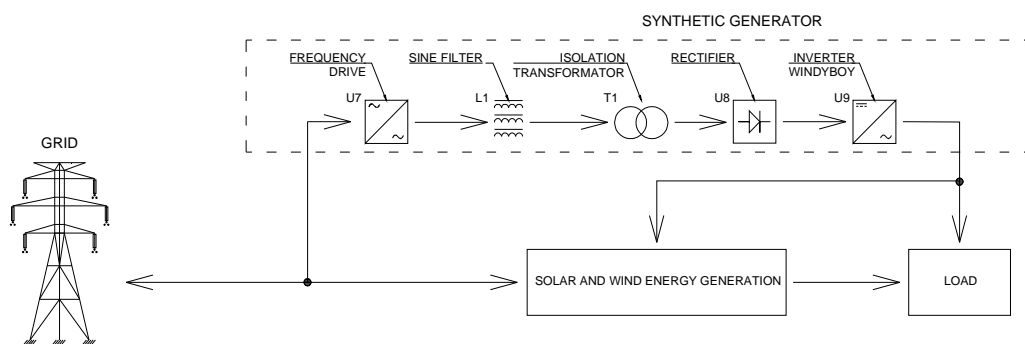 SYNTHETIC GENERATOR
FREQUENCY
DRIVE
SINE FILTER
ISOLATION
TRANSFORMATOR
RECTIFIER
INVERTER
WINDYBOY
U7
L1
T1
U8
U9
GRID
SOLAR AND WIND ENERGY GENERATION
LOAD